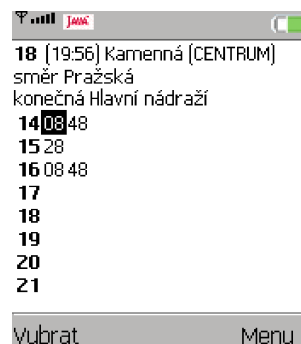 JAVA
18 (19:56) Kamenná (CENTRUM)
směr Pražská
konečná Hlavní nádraží
14 08 48
15 28
16 08 48
17
18
19
20
21
Vybrat Menu